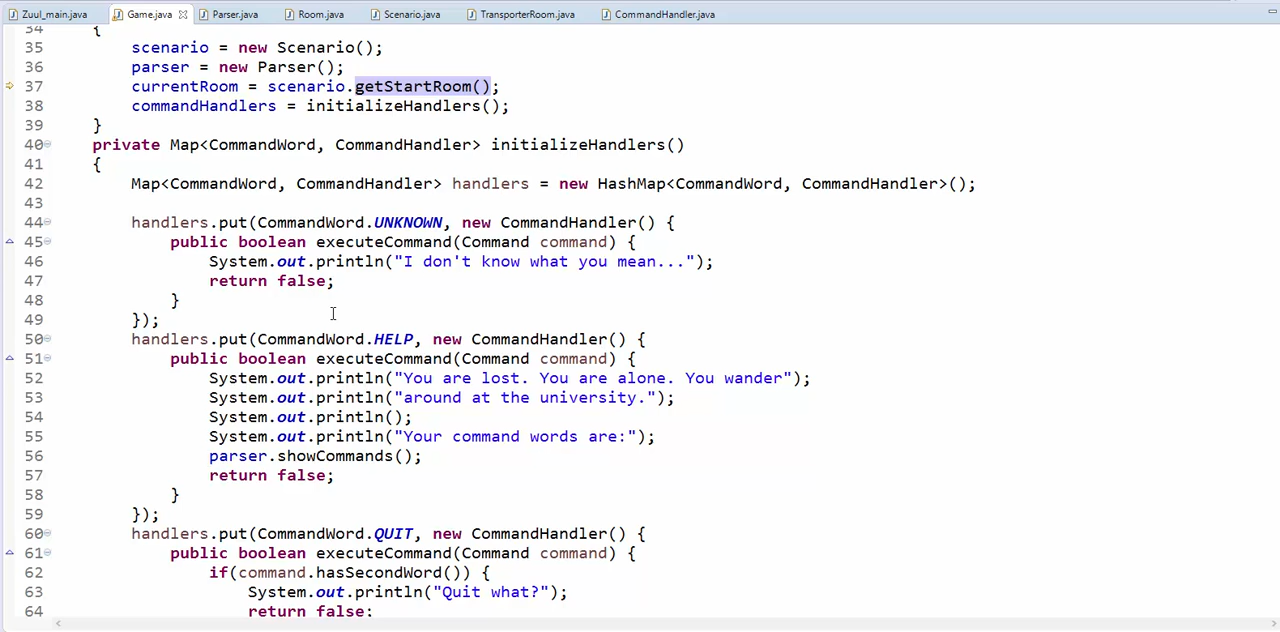 Zuul_main.java Game.java Parser.java Room.java Scenario.java TransporterRoom.java CommandHandler.java
34 {
35 scenario = new Scenario();
36 parser = new Parser();
37 currentRoom = scenario.getStartRoom();
38 commandHandlers = initializeHandlers();
39 }
40 private Map<CommandWord, CommandHandler> initializeHandlers()
41 {
42 Map<CommandWord, CommandHandler> handlers = new HashMap<CommandWord, CommandHandler>();
43
44 handlers.put(CommandWord.UNKNOWN, new CommandHandler() {
45 public boolean executeCommand(Command command) {
46 System.out.println("I don't know what you mean...");
47 return false;
48 }
49 });
50 handlers.put(CommandWord.HELP, new CommandHandler() {
51 public boolean executeCommand(Command command) {
52 System.out.println("You are lost. You are alone. You wander");
53 System.out.println("around at the university.");
54 System.out.println();
55 System.out.println("Your command words are:");
56 parser.showCommands();
57 return false;
58 }
59 });
60 handlers.put(CommandWord.QUIT, new CommandHandler() {
61 public boolean executeCommand(Command command) {
62 if(command.hasSecondWord()) {
63 System.out.println("Quit what?");
64 return false;